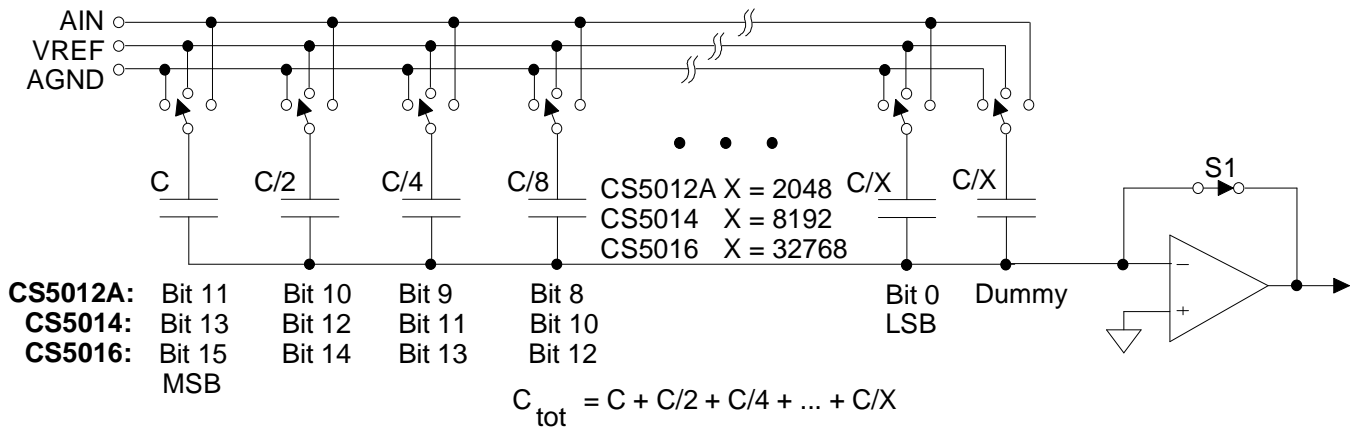 AIN
VREF
AGND
S1
C C/2 C/4 C/8 C/X C/X
CS5012A X = 2048
CS5014 X = 8192
CS5016 X = 32768
− 
+
CS5012A: Bit 11 Bit 10 Bit 9 Bit 8 Bit 0 Dummy
CS5014: Bit 13 Bit 12 Bit 11 Bit 10 LSB
CS5016: Bit 15 Bit 14 Bit 13 Bit 12
MSB
C tot = C + C/2 + C/4 + ... + C/X